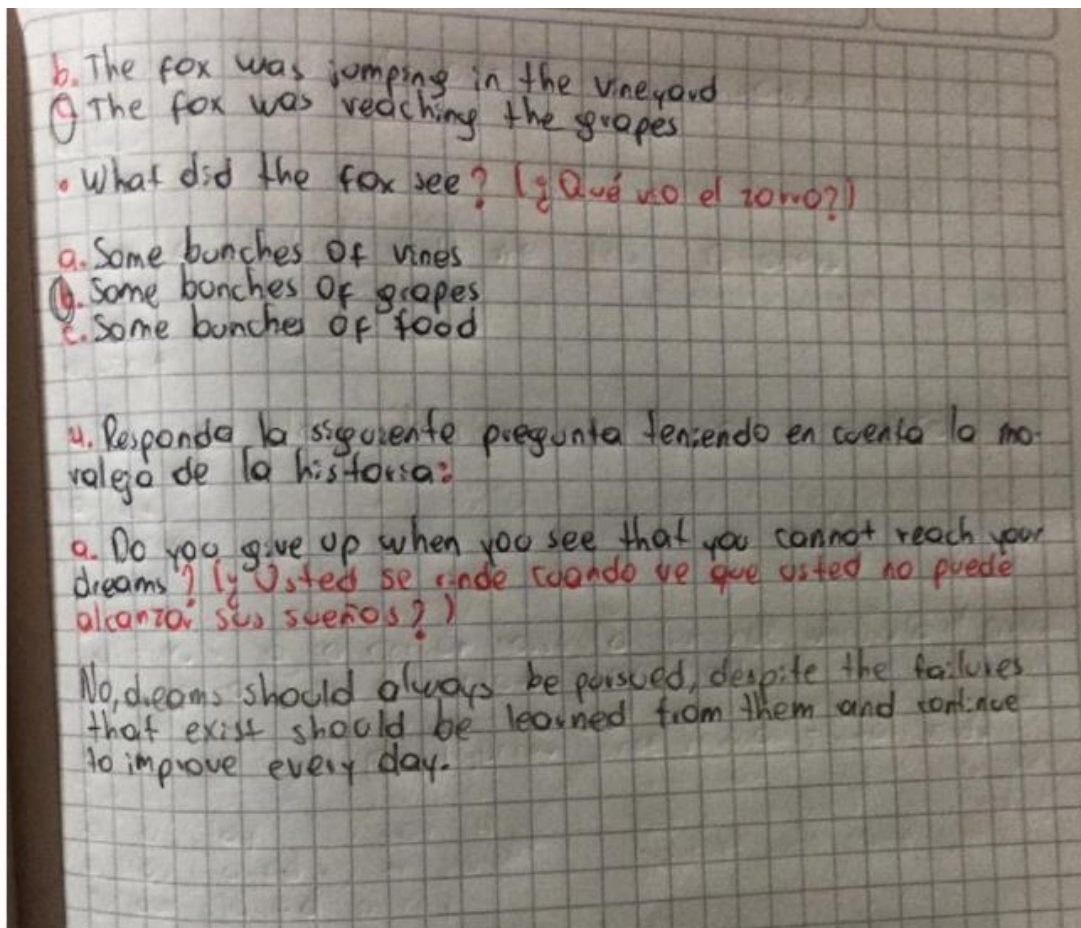 b. The fox was jomping in the vineyard
c. The fox was reaching the grapes
• What did the fox see? (¿Qué vio el zorro?)
a. Some bunches of vines
b. Some bonches of grapes
c. Some bunches of food
4. Responda la siguiente pregunta teniendo en cuenta la mo-
raleja de la historia:
a. Do you give up when you see that you cannot reach your
dreams? (¿Usted se rinde cuando ve que usted no puede
alcanzar sus sueños?)
No, dreams should always be pursued, despite the failures
that exist should be learned from them and continue
to improve every day.